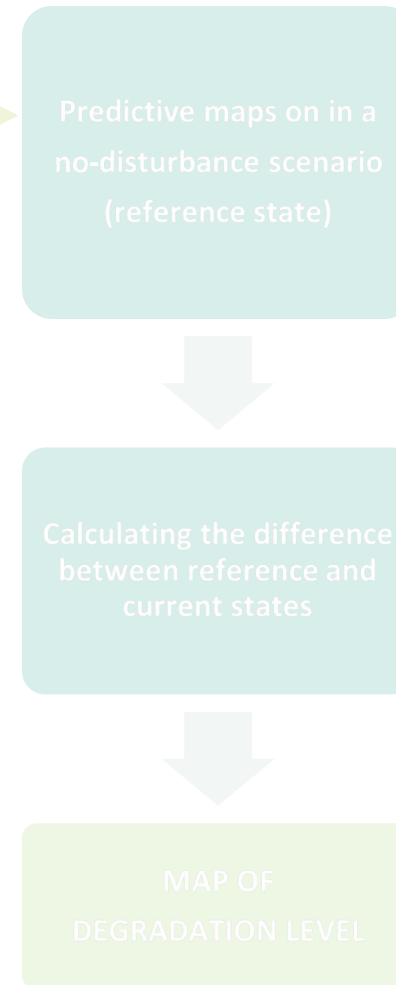 Predictive maps on in a
no-disturbance scenario
(reference state)
Calculating the difference
between reference and
current states
MAP OF
DEGRADATION LEVEL